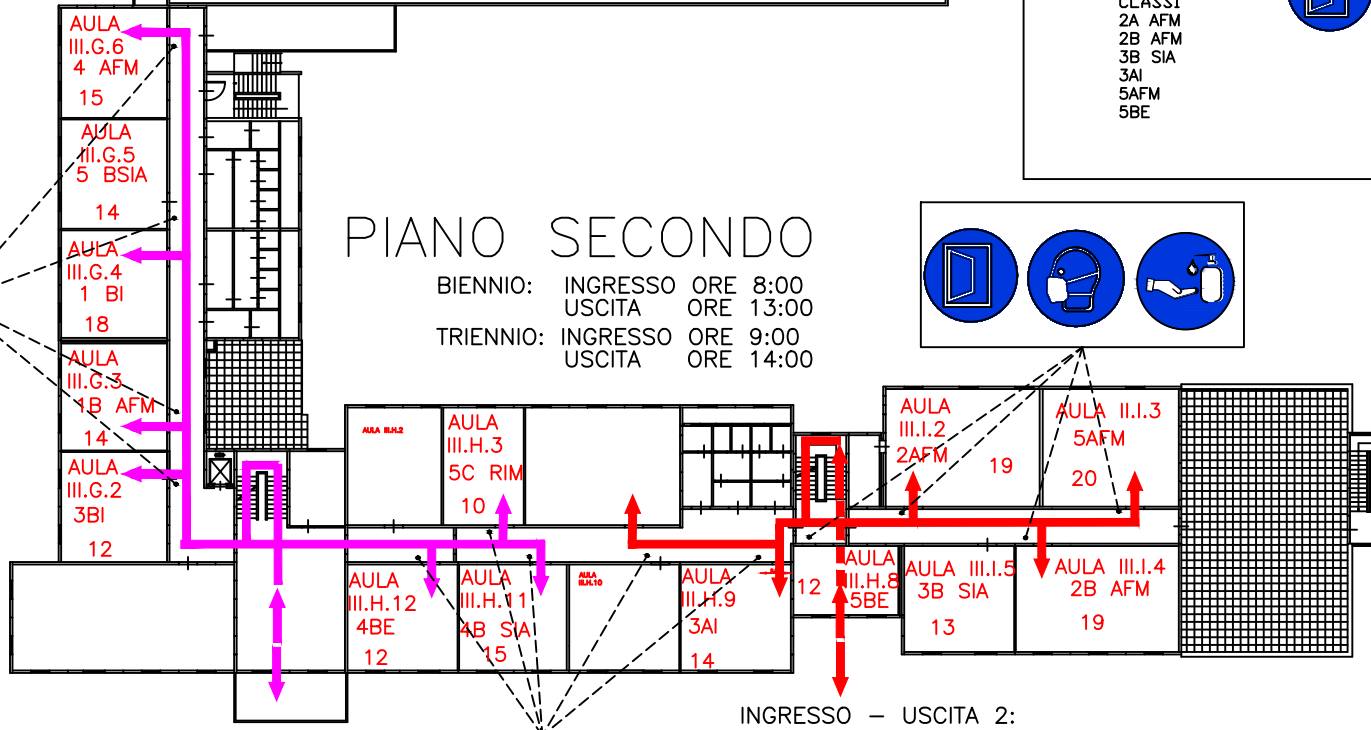 CLASSI
2A AFM
2B AFM
3B SIA
3AI
5AFM
5BE
AULA
III.G.6
4 AFM
15
AULA
III.G.5
5 BSIA
14
AULA
III.G.4
1 BI
18
AULA
III.G.3
1B AFM
14
AULA
III.G.2
3BI
12
PIANO SECONDO
BIENNIO: INGRESSO ORE 8:00
USCITA ORE 13:00
TRIENNIO: INGRESSO ORE 9:00
USCITA ORE 14:00
AULA III.H.2
AULA
III.H.3
5C RIM
10
AULA
III.I.2
2AFM
19
AULA II.I.3
5AFM
20
AULA
III.H.12
4BE
12
AULA
III.H.11
4B SIA
15
AULA
III.H.10
AULA
III.H.9
3AI
14
12
AULA
III.H.8
5BE
AULA III.I.5
3B SIA
13
AULA III.I.4
2B AFM
19
INGRESSO – USCITA 2: